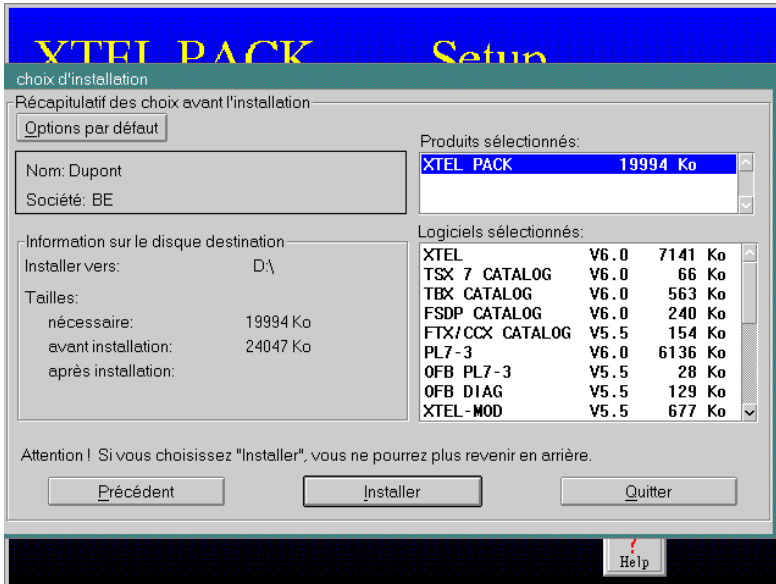 XTEL PACK Setup
choix d'installation
Récapitulatif des choix avant l'installation
Options par défaut
Nom: Dupont
Société: BE
Information sur le disque destination
Installer vers: D:\
Tailles:
nécessaire: 19994 Ko
avant installation: 24047 Ko
après installation:
Produits sélectionnés:
XTEL PACK 19994 Ko
Logiciels sélectionnés:
XTEL V6.0 7141 Ko
TSX 7 CATALOG V6.0 66 Ko
TBX CATALOG V6.0 563 Ko
FSDP CATALOG V6.0 240 Ko
FTX/CCX CATALOG V5.5 154 Ko
PL7-3 V6.0 6136 Ko
OFB PL7-3 V5.5 28 Ko
OFB DIAG V5.5 129 Ko
XTEL-MOD V5.5 677 Ko
Attention ! Si vous choisissez "Installer", vous ne pourrez plus revenir en arrière.
Précédent Installer Quitter
? Help